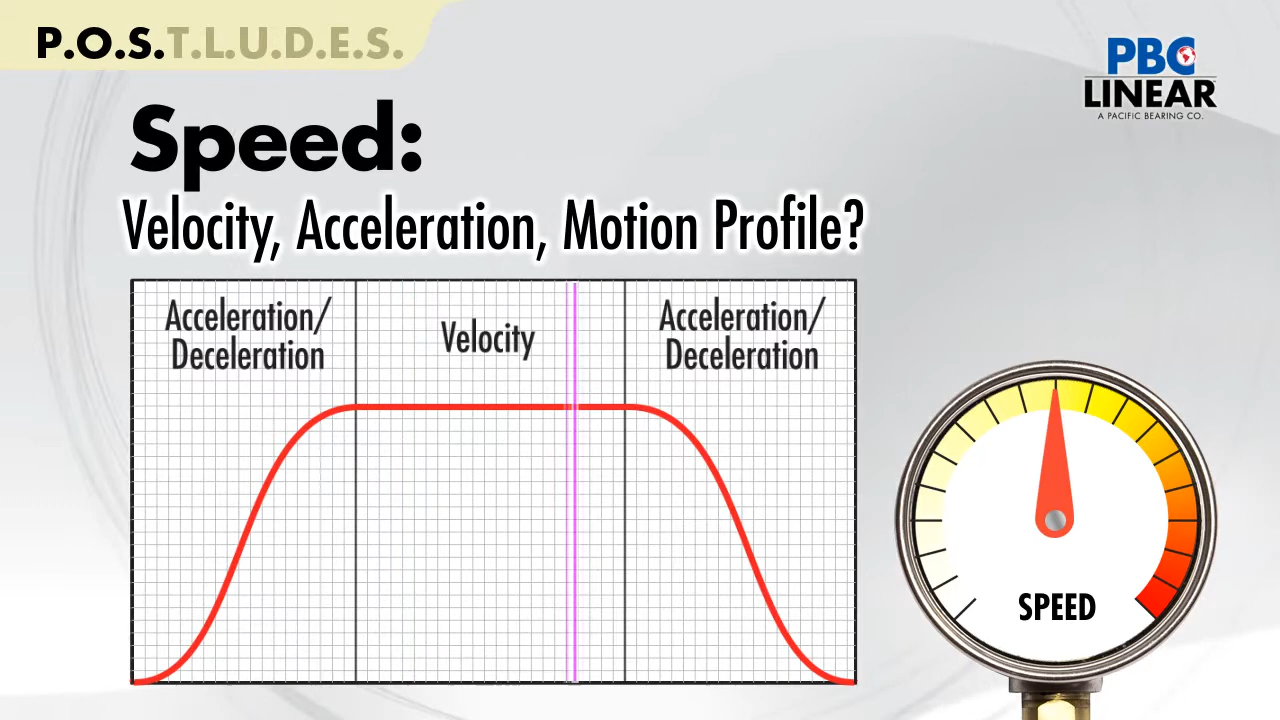 P.O.S.T.L.U.D.E.S.
PBC
LINEAR
A PACIFIC BEARING CO.
Speed:
Velocity, Acceleration, Motion Profile?
Acceleration/
Deceleration
Velocity
Acceleration/
Deceleration
SPEED